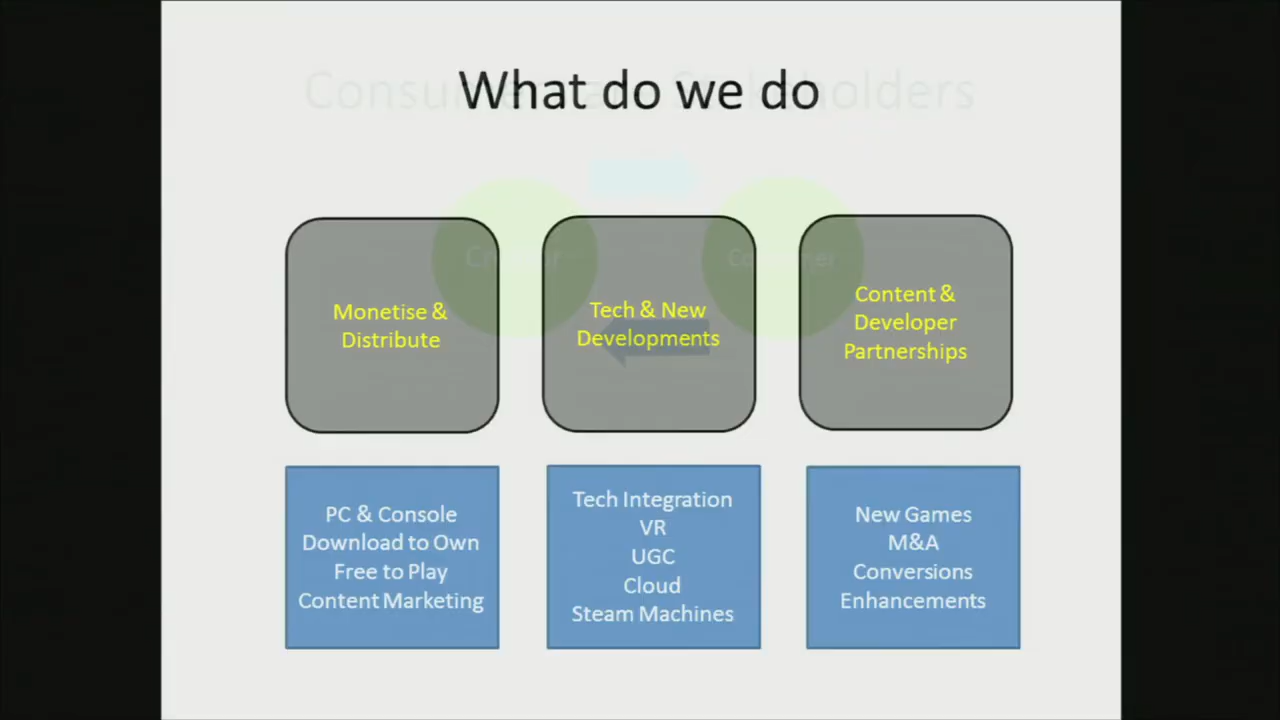 What do we do
Monetise &
Distribute
Tech & New
Developments
Content &
Developer
Partnerships
PC & Console
Download to Own
Free to Play
Content Marketing
Tech Integration
VR
UGC
Cloud
Steam Machines
New Games
M&A
Conversions
Enhancements